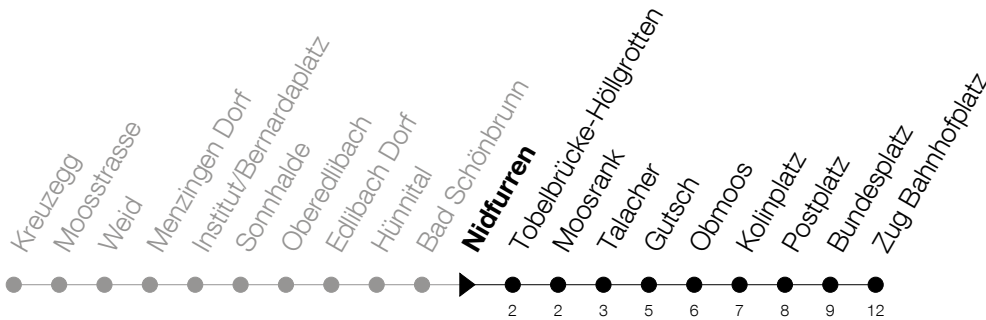 Kreuzegg
Moosstrasse
Weid
Menzingen Dorf
Institut/Bernardaplatz
Sonnhalde
Oberedlibach
Edlibach Dorf
Hünnital
Bad Schönbrunn
Nidfurren
Tobelbrücke-Höllgrotten
Moosrank
Talacher
Gutsch
Obmoos
Kolinplatz
Postplatz
Bundesplatz
Zug Bahnhofplatz
2 2 3 5 6 7 8 9 12